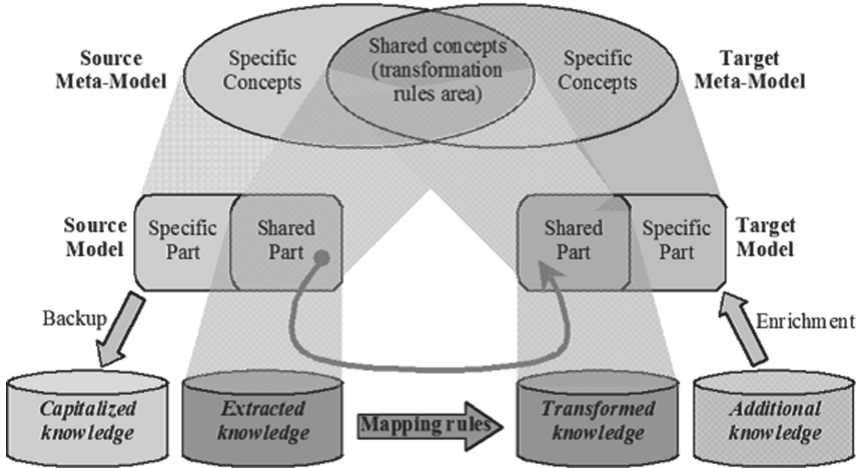 Source
Meta-Model
Specific
Concepts
Shared concepts
(transformation
rules area)
Specific
Concepts
Target
Meta-Model
Source
Model
Specific
Part
Shared
Part
Shared
Part
Specific
Part
Target
Model
Backup
Enrichment
Capitalized
knowledge
Extracted
knowledge
Mapping rules
Transformed
knowledge
Additional
knowledge